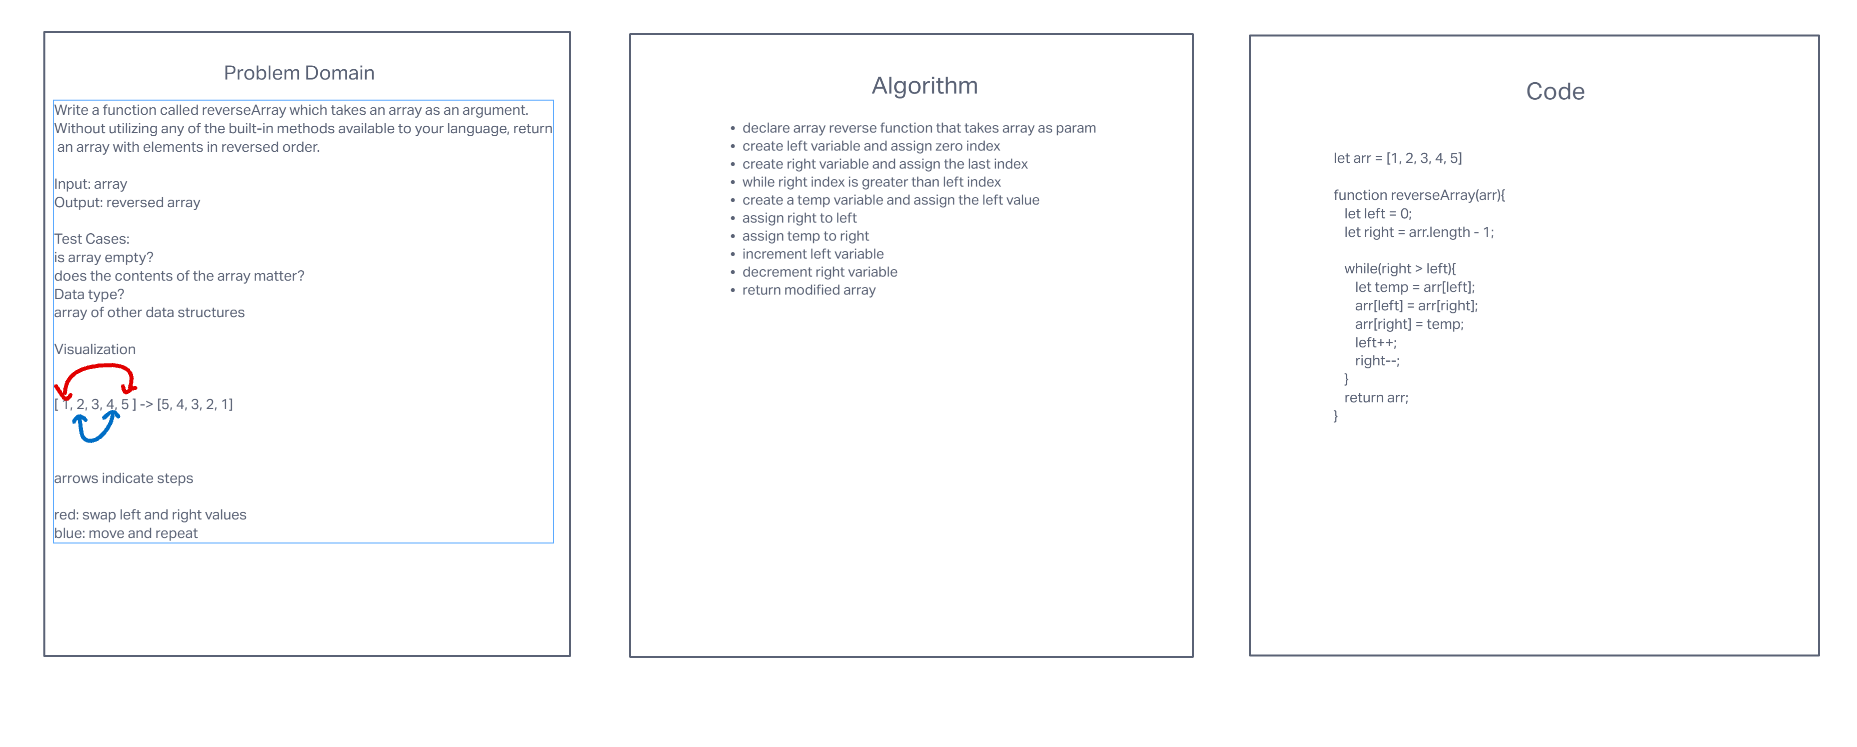 Problem Domain
Write a function called reverseArray which takes an array as an argument.
Without utilizing any of the built-in methods available to your language, return
an array with elements in reversed order.
Input: array
Output: reversed array
Test Cases:
is array empty?
does the contents of the array matter?
Data type?
array of other data structures
Visualization
[ 1, 2, 3, 4, 5 ] -> [5, 4, 3, 2, 1]
arrows indicate steps
red: swap left and right values
blue: move and repeat
Algorithm
• declare array reverse function that takes array as param
• create left variable and assign zero index
• create right variable and assign the last index
• while right index is greater than left index
• create a temp variable and assign the left value
• assign right to left
• assign temp to right
• increment left variable
• decrement right variable
• return modified array
Code
let arr = [1, 2, 3, 4, 5]
function reverseArray(arr){
let left = 0;
let right = arr.length - 1;
while(right > left){
let temp = arr[left];
arr[left] = arr[right];
arr[right] = temp;
left++;
right--;
}
return arr;
}